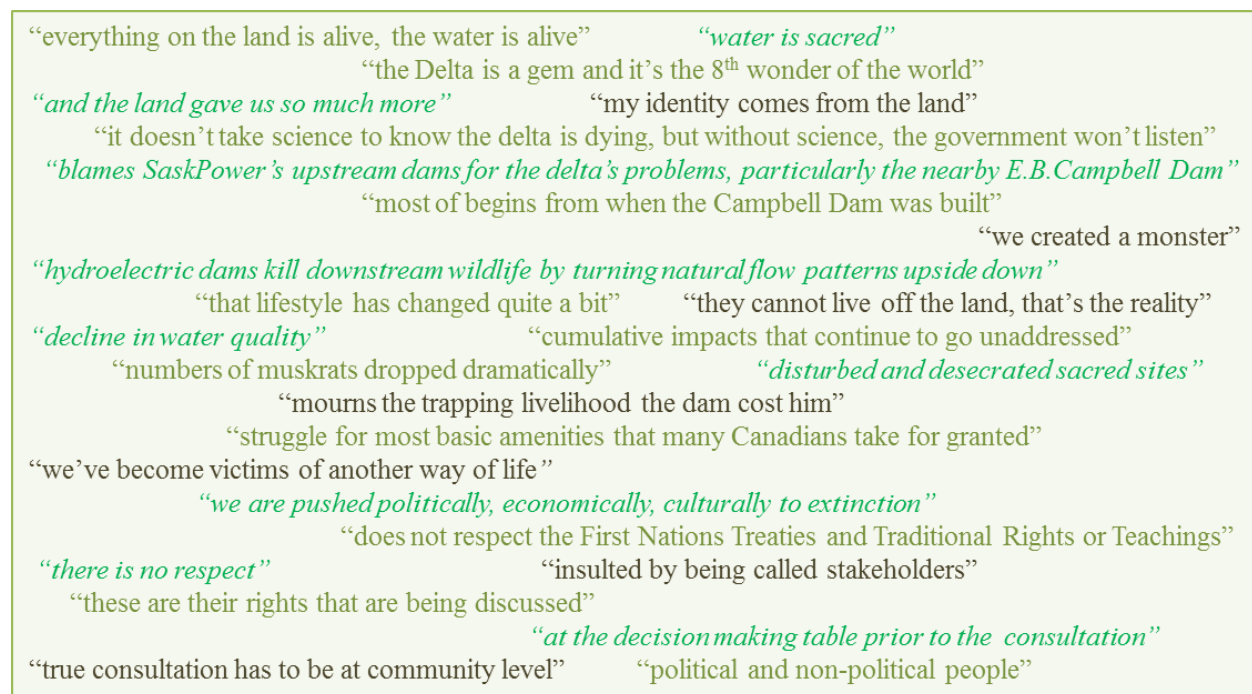 “everything on the land is alive, the water is alive” “water is sacred”
“the Delta is a gem and it’s the 8th wonder of the world”
“and the land gave us so much more” “my identity comes from the land”
“it doesn’t take science to know the delta is dying, but without science, the government won’t listen”
“blames SaskPower’s upstream dams for the delta’s problems, particularly the nearby E.B.Campbell Dam”
“most of begins from when the Campbell Dam was built”
“we created a monster”
“hydroelectric dams kill downstream wildlife by turning natural flow patterns upside down”
“that lifestyle has changed quite a bit” “they cannot live off the land, that’s the reality”
“decline in water quality” “cumulative impacts that continue to go unaddressed”
“numbers of muskrats dropped dramatically” “disturbed and desecrated sacred sites”
“mourns the trapping livelihood the dam cost him”
“struggle for most basic amenities that many Canadians take for granted”
“we’ve become victims of another way of life”
“we are pushed politically, economically, culturally to extinction”
“does not respect the First Nations Treaties and Traditional Rights or Teachings”
“there is no respect” “insulted by being called stakeholders”
“these are their rights that are being discussed”
“at the decision making table prior to the consultation”
“true consultation has to be at community level” “political and non-political people”